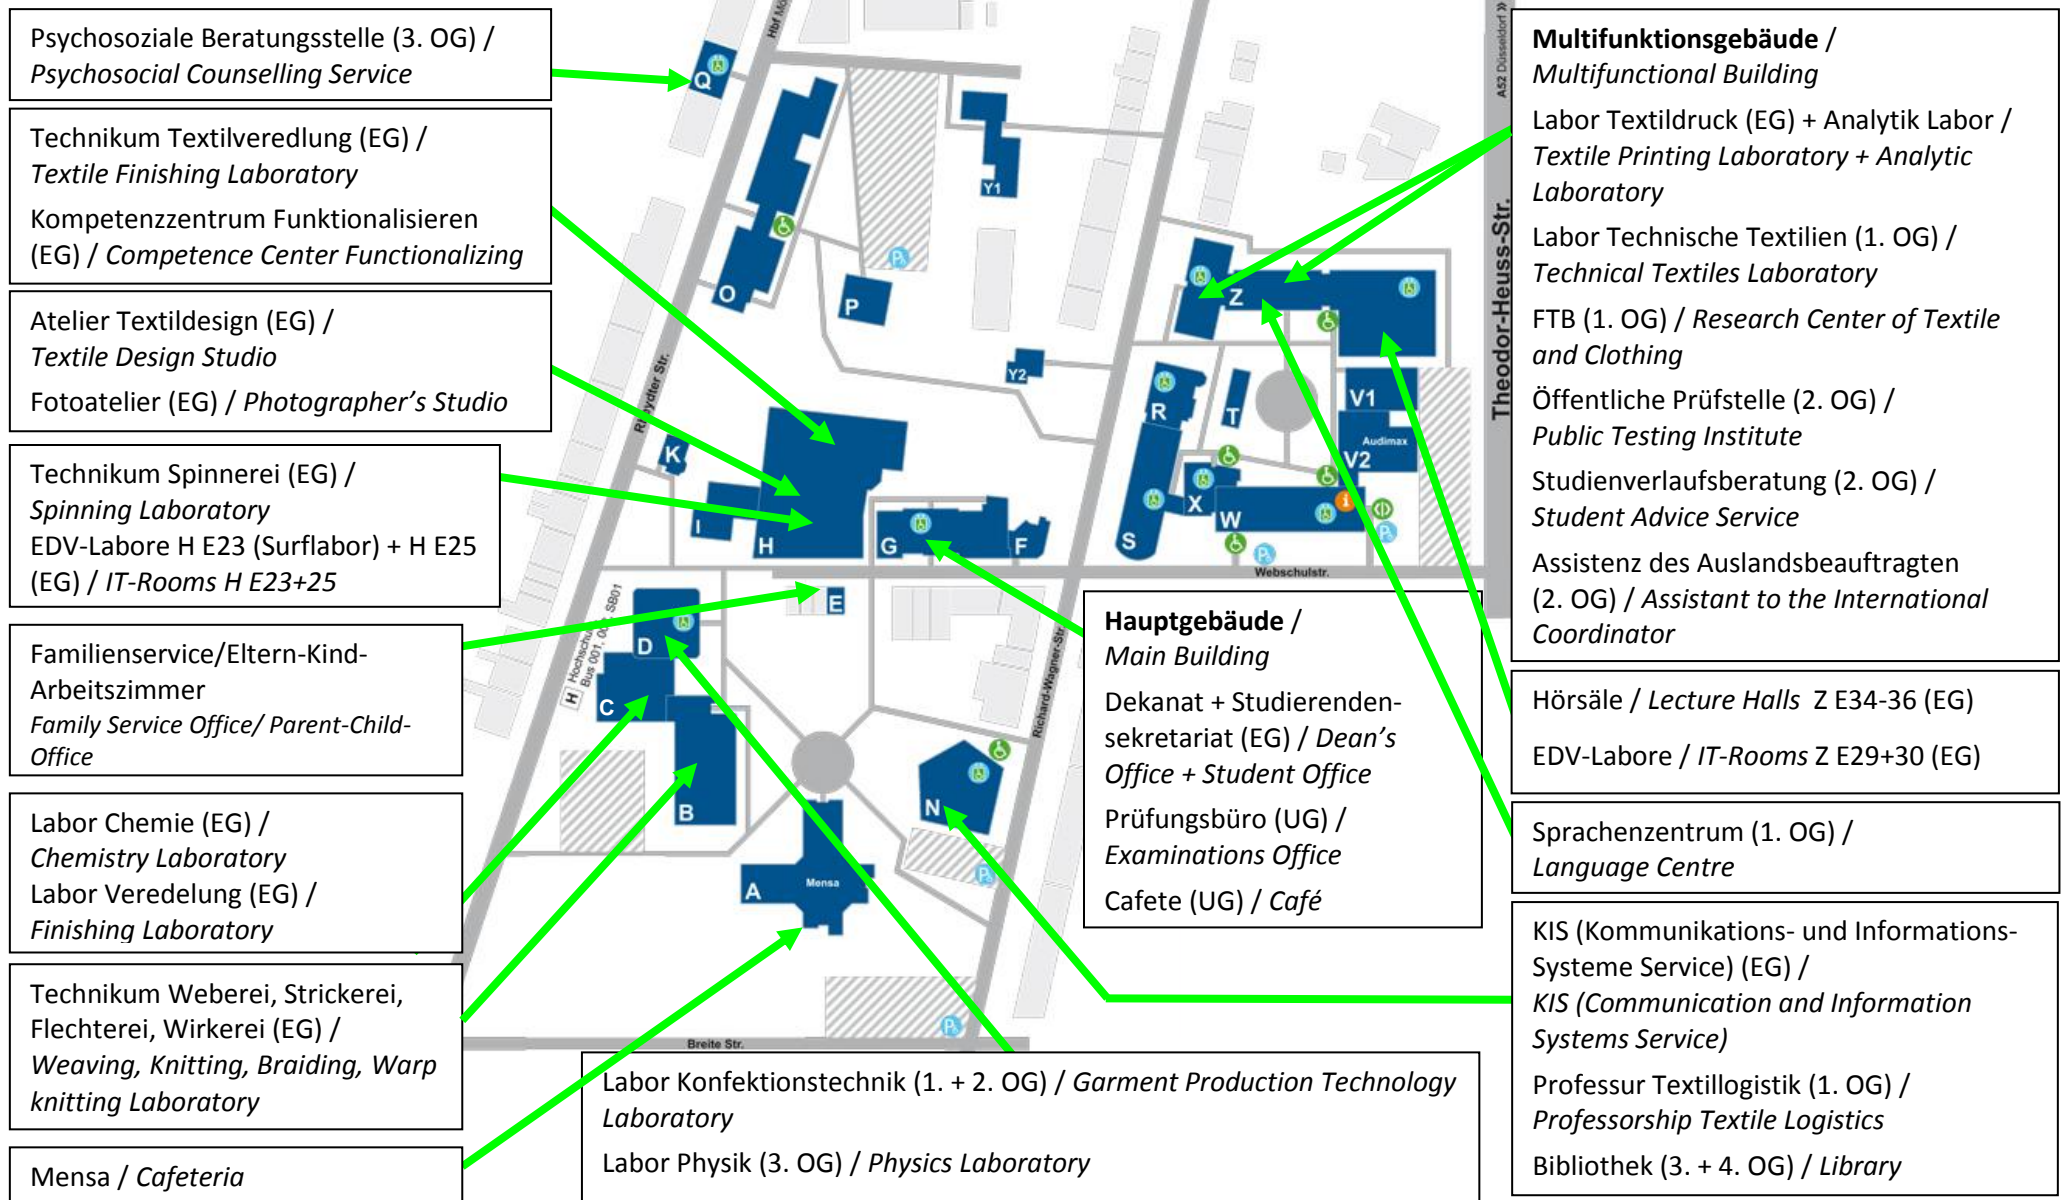 Psychosoziale Beratungsstelle (3. OG) /
Psychosocial Counselling Service
Technikum Textilveredlung (EG) /
Textile Finishing Laboratory
Kompetenzzentrum Funktionalisieren
(EG) / Competence Center Functionalizing
Atelier Textildesign (EG) /
Textile Design Studio
Fotoatelier (EG) / Photographer's Studio
Technikum Spinnerei (EG) /
Spinning Laboratory
EDV-Labore H E23 (Surflabor) + H E25
(EG) / IT-Rooms H E23+25
Familienservice/Eltern-Kind-
Arbeitszimmer
Family Service Office/ Parent-Child-
Office
Labor Chemie (EG) /
Chemistry Laboratory
Labor Veredelung (EG) /
Finishing Laboratory
Technikum Weberei, Strickerei,
Flechterei, Wirkerei (EG) /
Weaving, Knitting, Braiding, Warp
knitting Laboratory
Mensa / Cafeteria
Hbf
Q
O
P
Y1
Y2
Rheydter Str.
K
I
H
G
F
E
D
C
B
A
Mensa
N
H
Hochschule
Bus 001, 002, SB01
Richard-Wagner-Str.
Breite Str.
Webschulstr.
Z
R
T
S
X
W
V1
Audimax
V2
i
A52 Düsseldorf »
Theodor-Heuss-Str.
Hauptgebäude /
Main Building
Dekanat + Studierenden-
sekretariat (EG) / Dean's
Office + Student Office
Prüfungsbüro (UG) /
Examinations Office
Cafete (UG) / Café
Labor Konfektionstechnik (1. + 2. OG) / Garment Production Technology
Laboratory
Labor Physik (3. OG) / Physics Laboratory
Multifunktionsgebäude /
Multifunctional Building
Labor Textildruck (EG) + Analytik Labor /
Textile Printing Laboratory + Analytic
Laboratory
Labor Technische Textilien (1. OG) /
Technical Textiles Laboratory
FTB (1. OG) / Research Center of Textile
and Clothing
Öffentliche Prüfstelle (2. OG) /
Public Testing Institute
Studienverlaufsberatung (2. OG) /
Student Advice Service
Assistenz des Auslandsbeauftragten
(2. OG) / Assistant to the International
Coordinator
Hörsäle / Lecture Halls Z E34-36 (EG)
EDV-Labore / IT-Rooms Z E29+30 (EG)
Sprachenzentrum (1. OG) /
Language Centre
KIS (Kommunikations- und Informations-
Systeme Service) (EG) /
KIS (Communication and Information
Systems Service)
Professur Textillogistik (1. OG) /
Professorship Textile Logistics
Bibliothek (3. + 4. OG) / Library